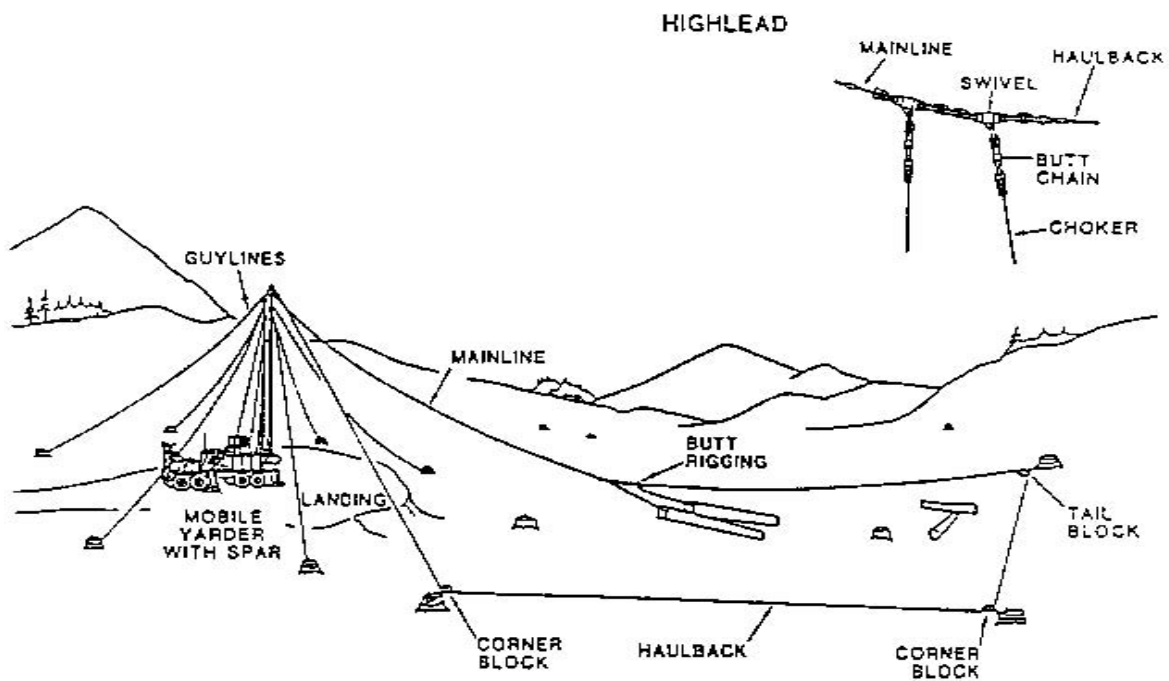 HIGHLEAD
MAINLINE
HAULBACK
SWIVEL
BUTT
CHAIN
CHOKER
GUYLINES
MAINLINE
BUTT
RIGGING
LANDING
MOBILE
YARDER
WITH SPAR
TAIL
BLOCK
CORNER
BLOCK
HAULBACK
CORNER
BLOCK